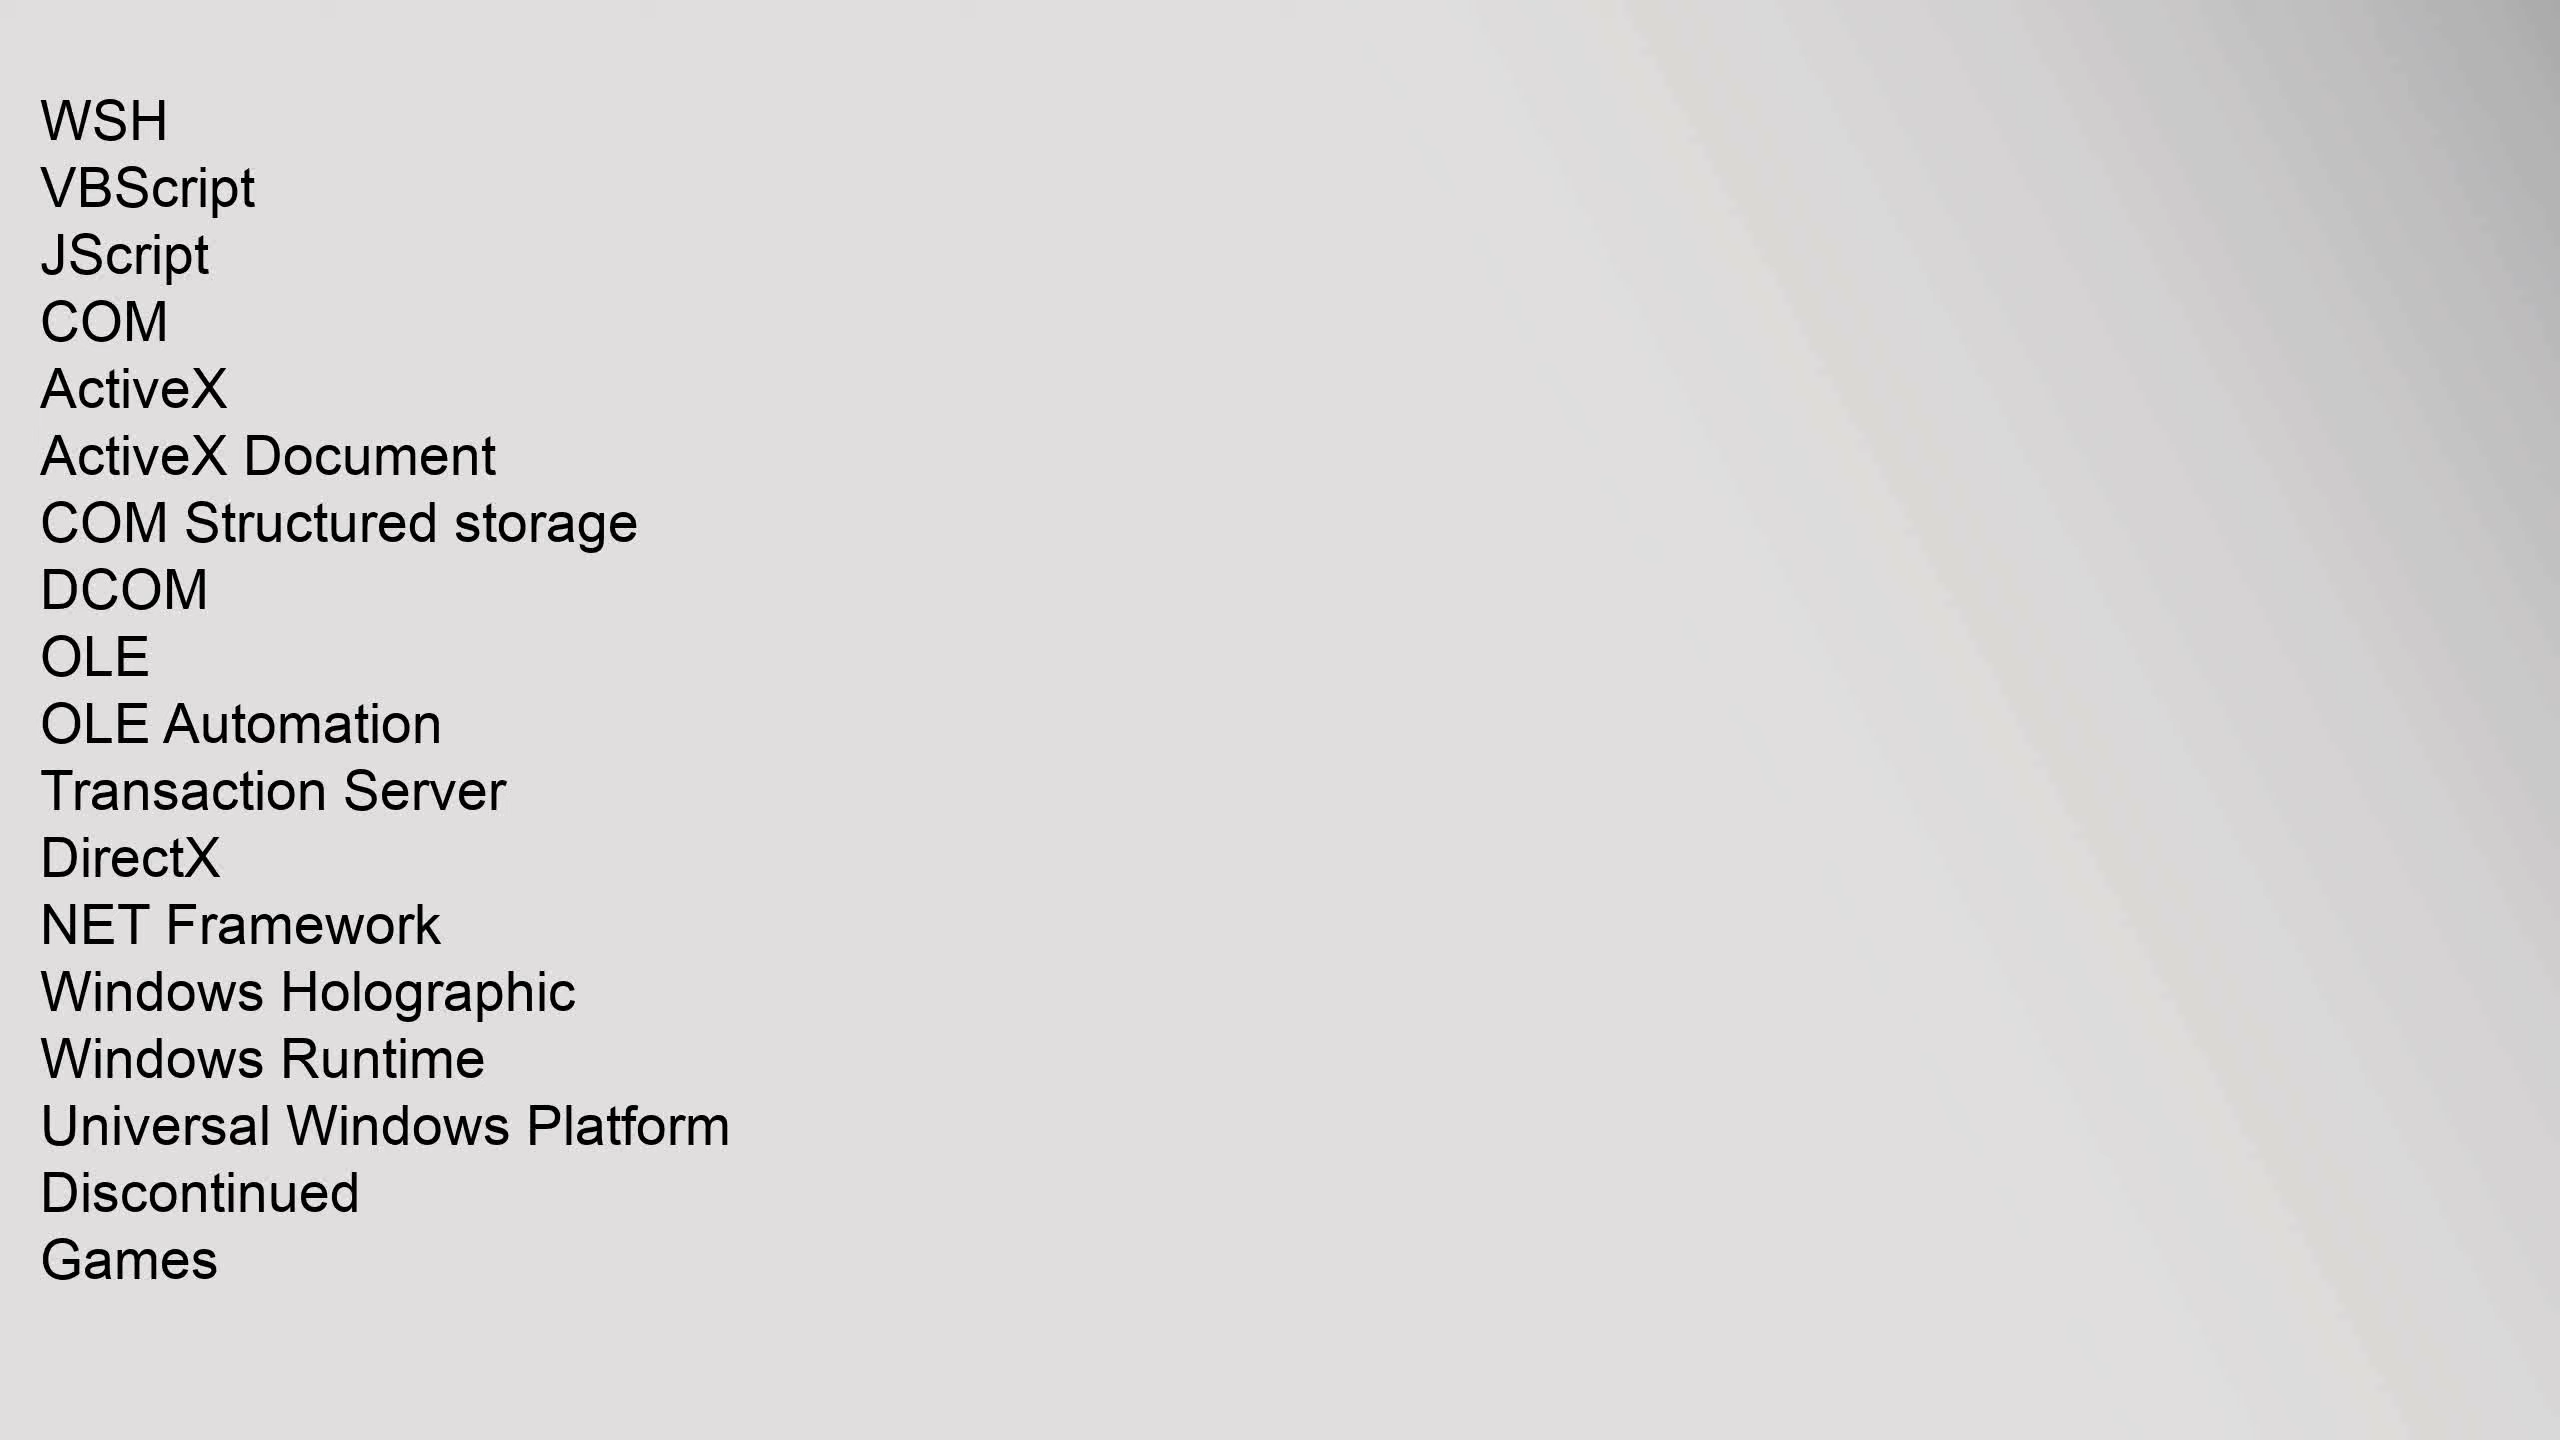 WSH
VBScript
JScript
COM
ActiveX
ActiveX Document
COM Structured storage
DCOM
OLE
OLE Automation
Transaction Server
DirectX
NET Framework
Windows Holographic
Windows Runtime
Universal Windows Platform
Discontinued
Games